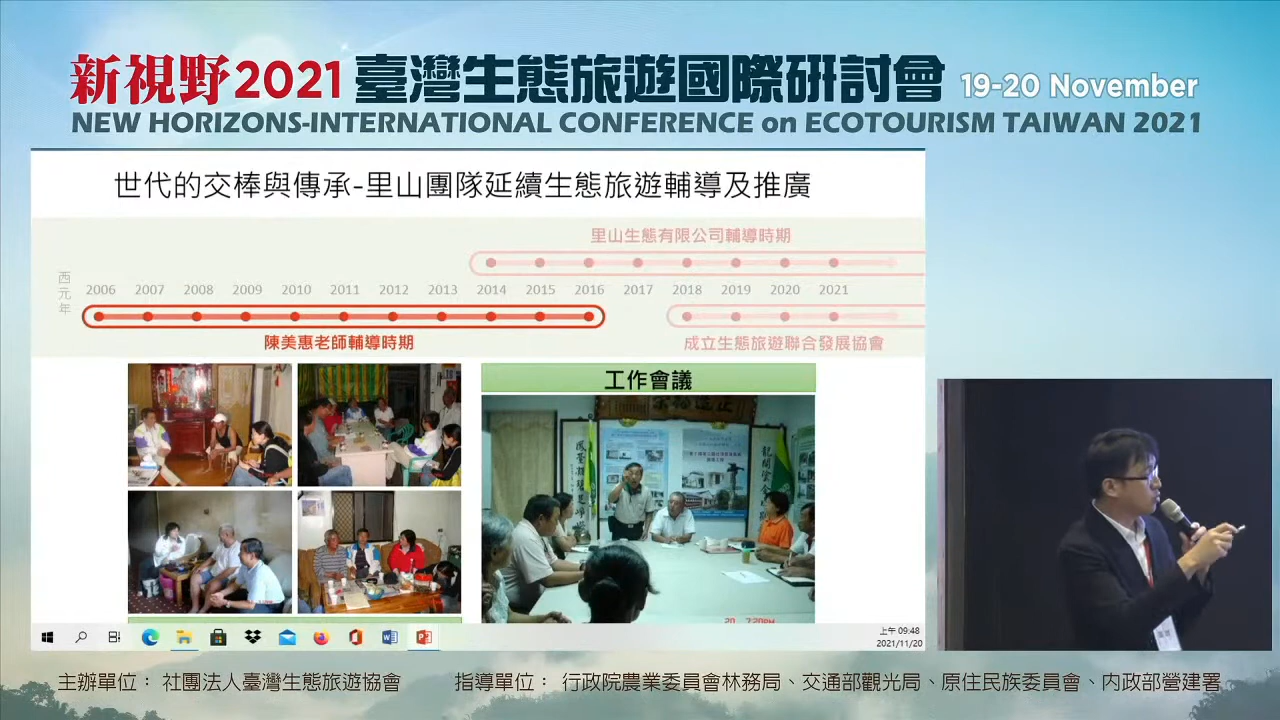 新視野2021臺灣生態旅遊國際研討會 19-20 November
NEW HORIZONS-INTERNATIONAL CONFERENCE on ECOTOURISM TAIWAN 2021
世代的交棒與傳承-里山團隊延續生態旅遊輔導及推廣
里山生態有限公司輔導時期
西元年
2006 2007 2008 2009 2010 2011 2012 2013 2014 2015 2016 2017 2018 2019 2020 2021
陳美惠老師輔導時期
成立生態旅遊聯合發展協會
工作會議
上午 09:48
2021/11/20
主辦單位： 社團法人臺灣生態旅遊協會
指導單位： 行政院農業委員會林務局、交通部觀光局、原住民族委員會、內政部營建署